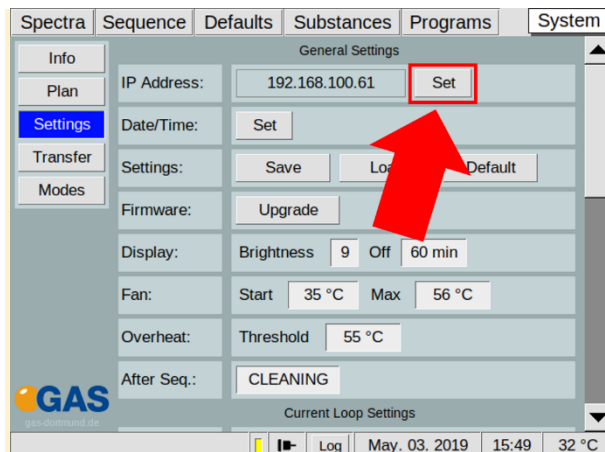 Spectra Sequence Defaults Substances Programs System
Info
Plan
Settings
Transfer
Modes
General Settings
IP Address: 192.168.100.61 Set
Date/Time: Set
Settings: Save Default
Firmware: Upgrade
Display: Brightness 9 Off 60 min
Fan: Start 35 °C Max 56 °C
Overheat: Threshold 55 °C
After Seq.: CLEANING
Current Loop Settings
GAS
gas-dortmund.de
Log May. 03. 2019 15:49 32 °C